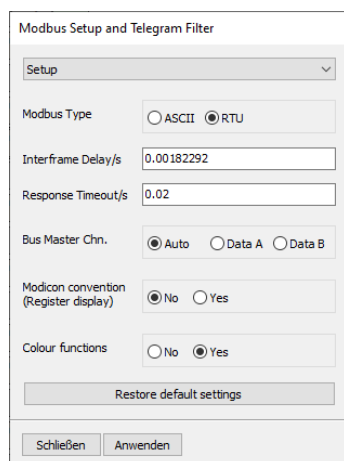 Modbus Setup and Telegram Filter
Setup
Modbus Type
ASCII RTU
Interframe Delay/s
0.00182292
Response Timeout/s
0.02
Bus Master Chn.
Auto Data A Data B
Modicon convention
(Register display)
No Yes
Colour functions
No Yes
Restore default settings
Schließen Anwenden